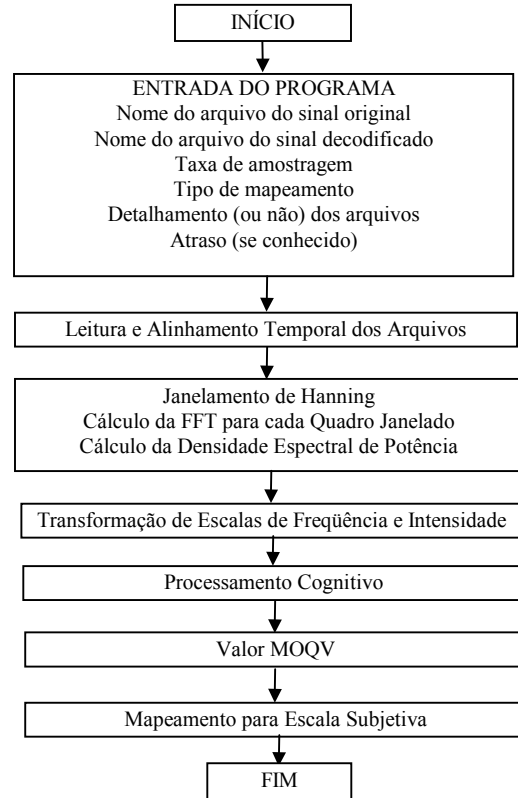 INÍCIO
ENTRADA DO PROGRAMA
Nome do arquivo do sinal original
Nome do arquivo do sinal decodificado
Taxa de amostragem
Tipo de mapeamento
Detalhamento (ou não) dos arquivos
Atraso (se conhecido)
Leitura e Alinhamento Temporal dos Arquivos
Janelamento de Hanning
Cálculo da FFT para cada Quadro Janelado
Cálculo da Densidade Espectral de Potência
Transformação de Escalas de Freqüência e Intensidade
Processamento Cognitivo
Valor MOQV
Mapeamento para Escala Subjetiva
FIM